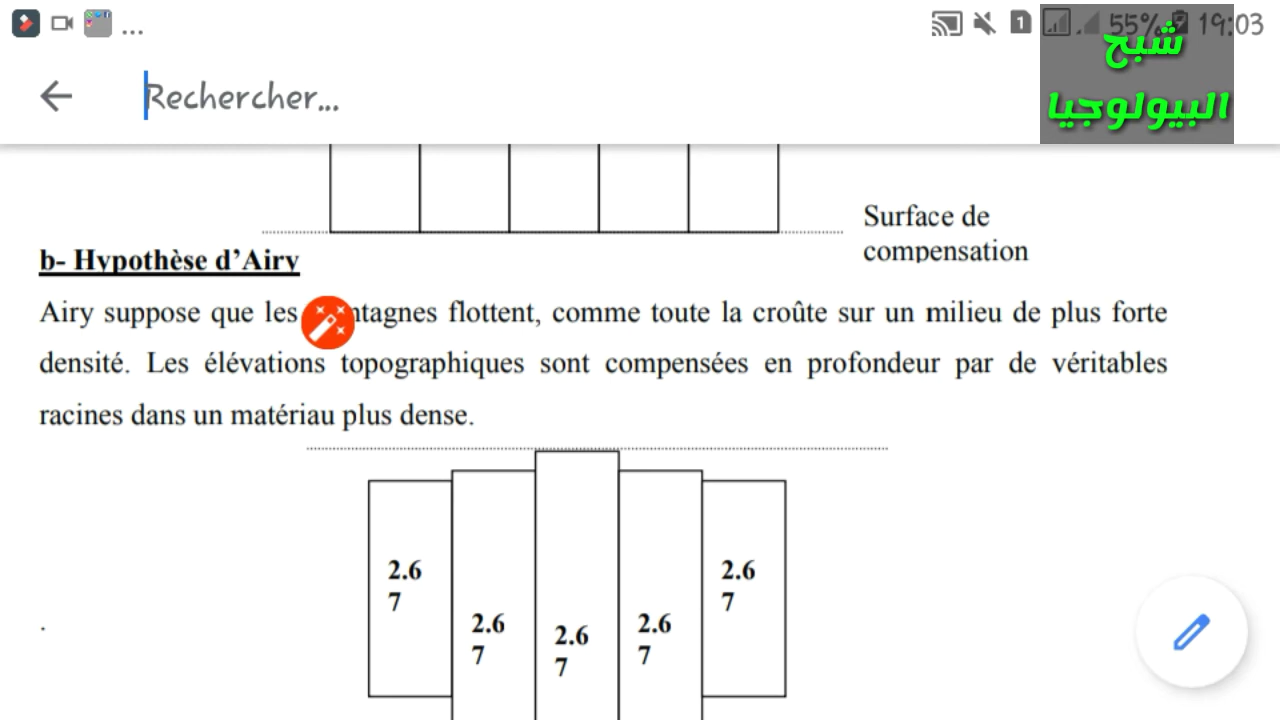 ... 1 55% 19:03
شبح
البيولوجيا
Rechercher...
Surface de
compensation
b- Hypothèse d’Airy
Airy suppose que les ntagnes flottent, comme toute la croûte sur un milieu de plus forte
densité. Les élévations topographiques sont compensées en profondeur par de véritables
racines dans un matériau plus dense.
2.6
7
2.6
7
2.6
7
2.6
7
2.6
7
.